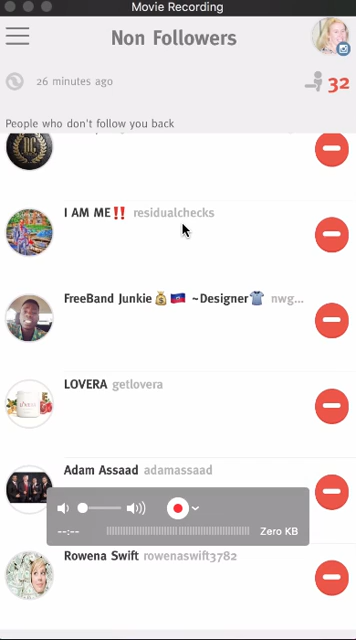 Movie Recording
Non Followers
26 minutes ago
32
People who don't follow you back
I AM ME‼️ residualchecks
FreeBand Junkie💰🇭🇹 ~Designer👕 nwg...
LOVERA getlovera
Adam Assaad adamassaad
--:-- Zero KB
Rowena Swift rowenaswift3782